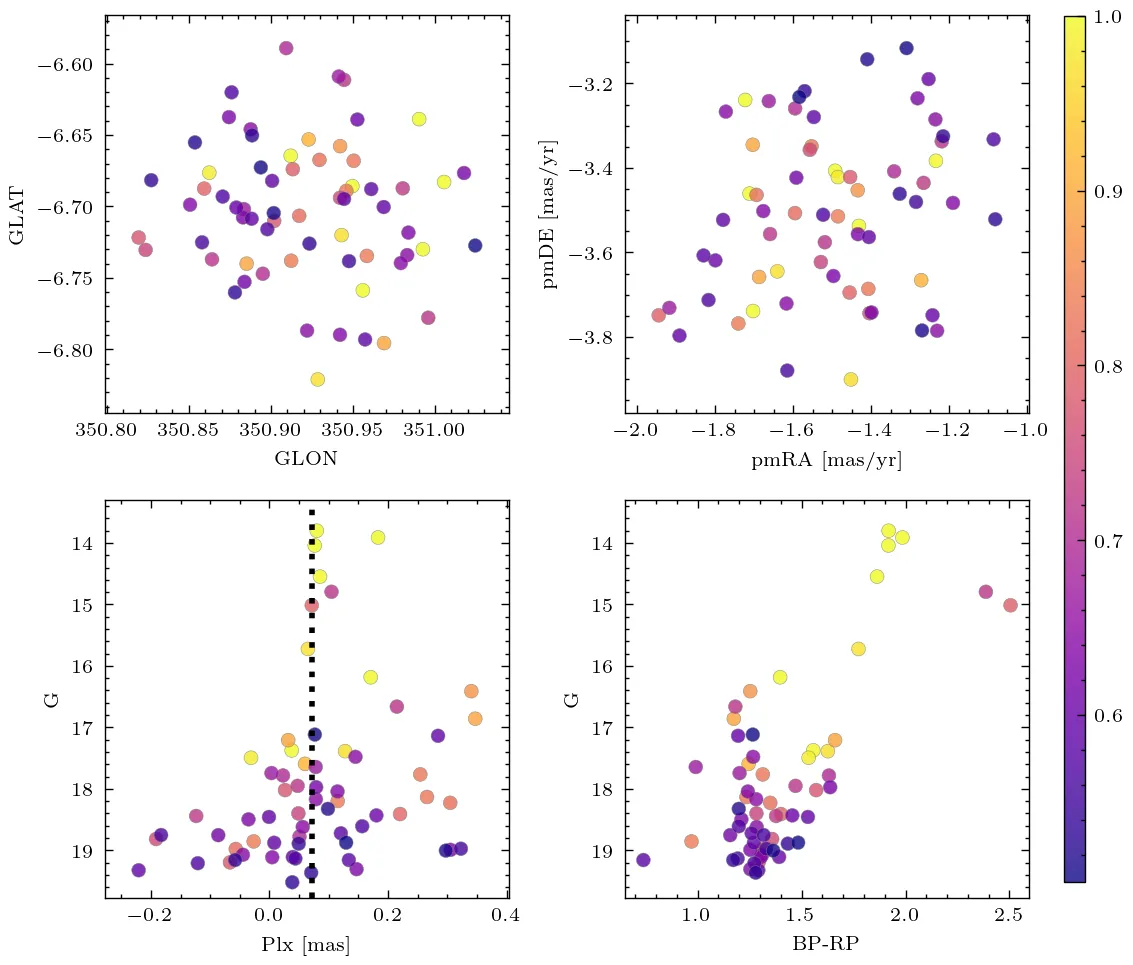 −6.60
−6.65
−6.70
−6.75
−6.80
GLAT
350.80 350.85 350.90 350.95 351.00
GLON
−3.2
−3.4
−3.6
−3.8
pmDE [mas/yr]
−2.0 −1.8 −1.6 −1.4 −1.2 −1.0
pmRA [mas/yr]
14
15
16
17
18
19
G
−0.2 0.0 0.2 0.4
Plx [mas]
14
15
16
17
18
19
G
1.0 1.5 2.0 2.5
BP-RP
1.0
0.9
0.8
0.7
0.6